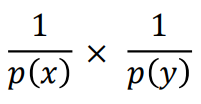 1/p(x) × 1/p(y)